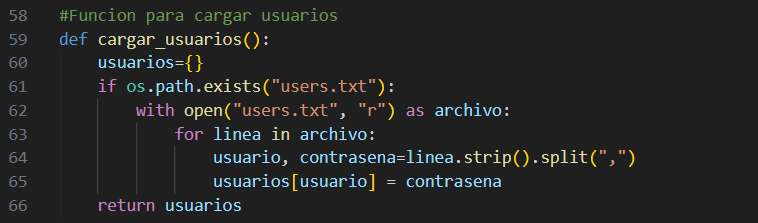 58 #Funcion para cargar usuarios
59 def cargar_usuarios():
60     usuarios={}
61     if os.path.exists("users.txt"):
62         with open("users.txt", "r") as archivo:
63             for linea in archivo:
64                 usuario, contrasena=linea.strip().split(",")
65                 usuarios[usuario] = contrasena
66     return usuarios